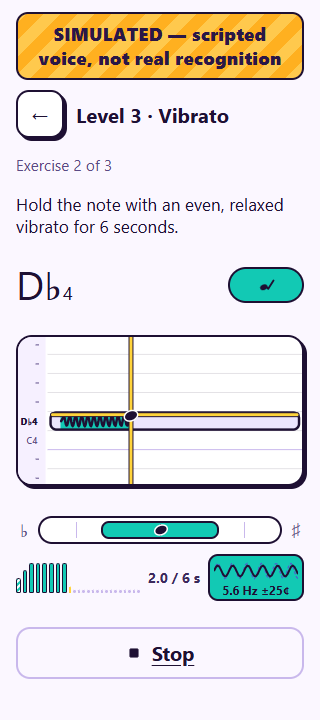 SIMULATED — scripted
voice, not real recognition
← Level 3 · Vibrato
Exercise 2 of 3
Hold the note with an even, relaxed
vibrato for 6 seconds.
D♭4
D♭4
C4
♭ ♯
2.0 / 6 s
5.6 Hz ±25¢
Stop